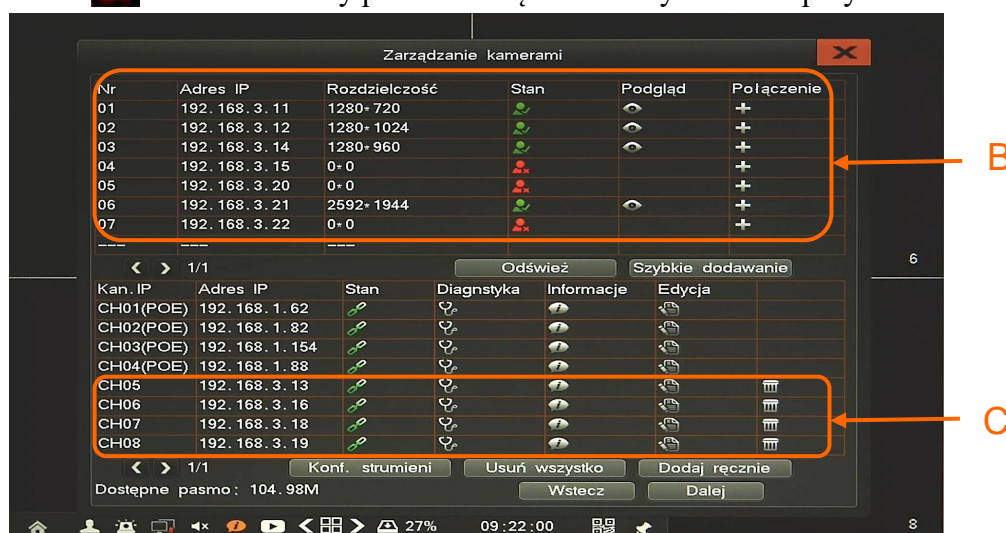 Zarządzanie kamerami
Nr Adres IP Rozdzielczość Stan Podgląd Połączenie
01 192.168.3.11 1280*720
02 192.168.3.12 1280*1024
03 192.168.3.14 1280*960
04 192.168.3.15 0*0
05 192.168.3.20 0*0
06 192.168.3.21 2592*1944
07 192.168.3.22 0*0
--- --- ---
B
6
1/1 Odśwież Szybkie dodawanie
Kan.IP Adres IP Stan Diagnstyka Informacje Edycja
CH01(POE) 192.168.1.62
CH02(POE) 192.168.1.82
CH03(POE) 192.168.1.154
CH04(POE) 192.168.1.88
CH05 192.168.3.13
CH06 192.168.3.16
CH07 192.168.3.18
CH08 192.168.3.19
C
1/1 Konf. strumieni Usuń wszystko Dodaj ręcznie
Dostępne pasmo: 104.98M Wstecz Dalej
27% 09:22:00 8